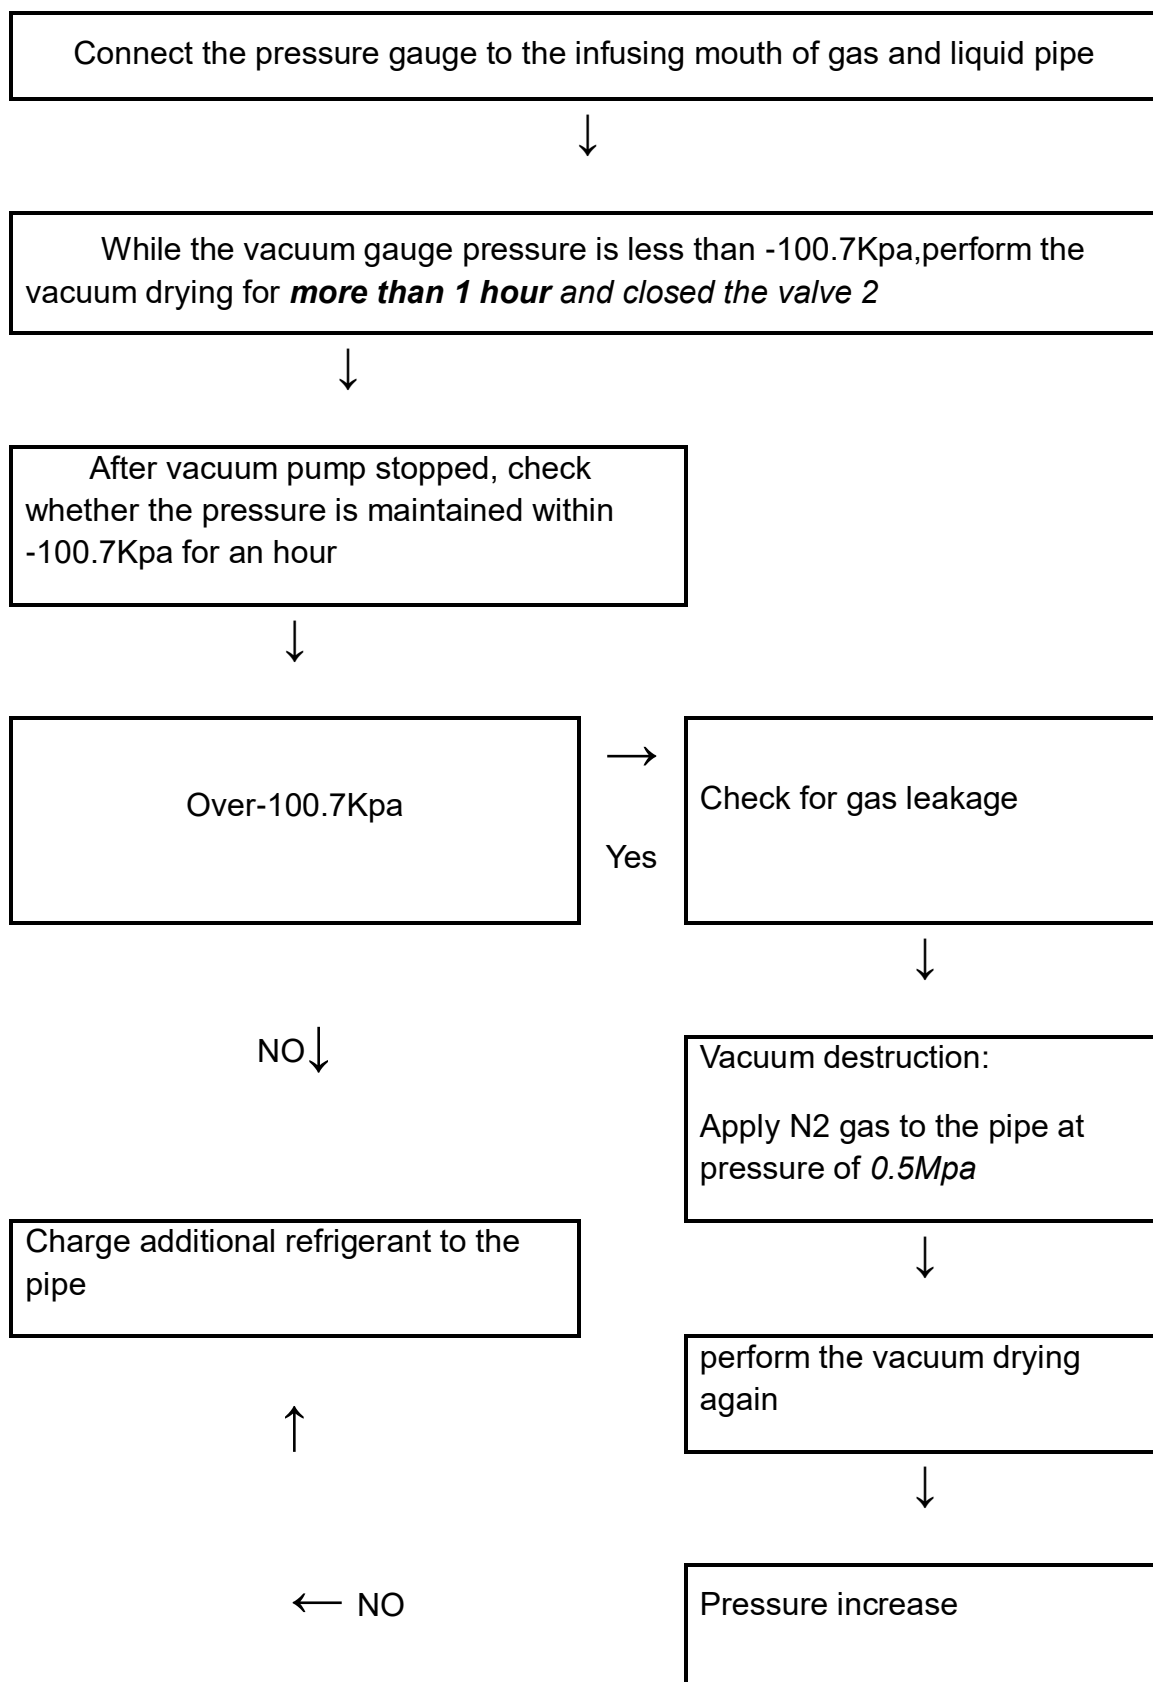 Connect the pressure gauge to the infusing mouth of gas and liquid pipe
↓
While the vacuum gauge pressure is less than -100.7Kpa,perform the
vacuum drying for more than 1 hour and closed the valve 2
↓
After vacuum pump stopped, check
whether the pressure is maintained within
-100.7Kpa for an hour
↓
Over-100.7Kpa
→
Yes
Check for gas leakage
↓
NO↓
Vacuum destruction:
Apply N2 gas to the pipe at
pressure of 0.5Mpa
↓
Charge additional refrigerant to the
pipe
perform the vacuum drying
again
↑
↓
← NO
Pressure increase